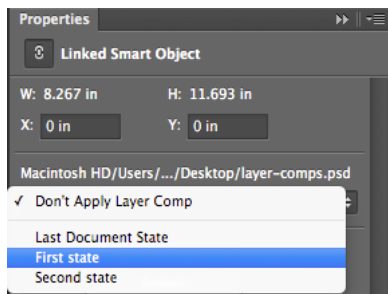 Properties
Linked Smart Object
W: 8.267 in H: 11.693 in
X: 0 in Y: 0 in
Macintosh HD/Users/.../Desktop/layer-comps.psd
✓ Don't Apply Layer Comp
Last Document State
First state
Second state